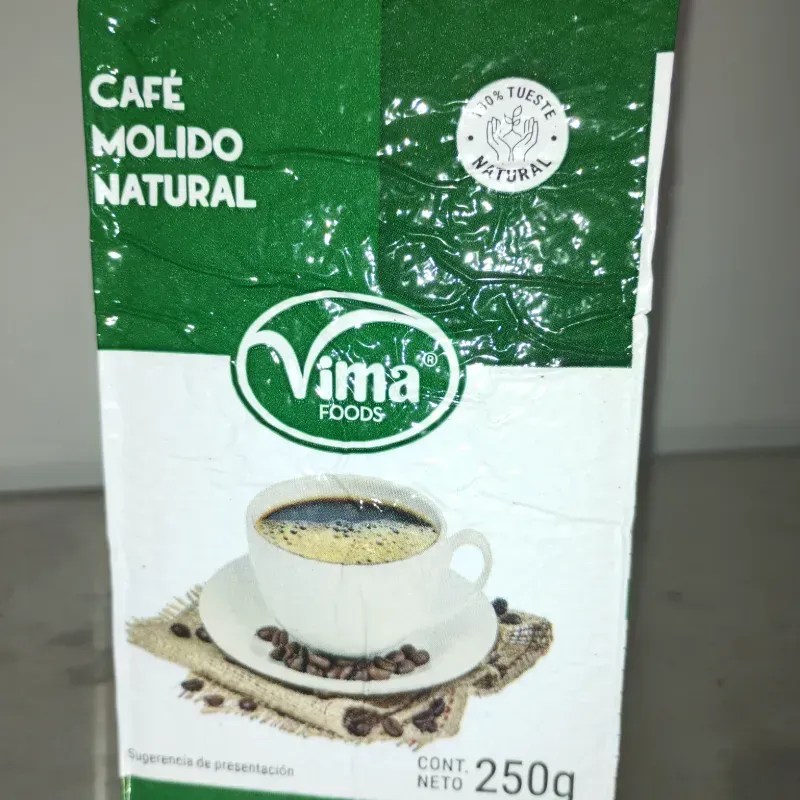 CAFÉ
MOLIDO
NATURAL
100% TUESTE
NATURAL
Vima®
FOODS
Sugerencia de presentación
CONT.
NETO 250g